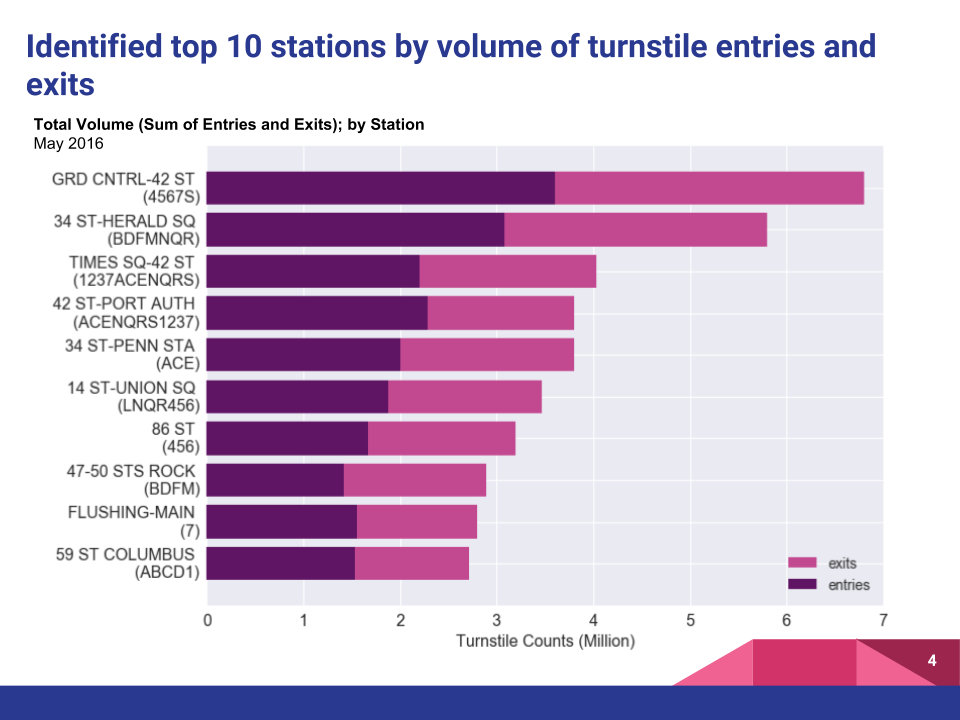 Identified top 10 stations by volume of turnstile entries and
exits
Total Volume (Sum of Entries and Exits); by Station
May 2016
GRD CNTRL-42 ST
(4567S)
34 ST-HERALD SQ
(BDFMNQR)
TIMES SQ-42 ST
(1237ACENQRS)
42 ST-PORT AUTH
(ACENQRS1237)
34 ST-PENN STA
(ACE)
14 ST-UNION SQ
(LNQR456)
86 ST
(456)
47-50 STS ROCK
(BDFM)
FLUSHING-MAIN
(7)
59 ST COLUMBUS
(ABCD1)
exits
entries
0 1 2 3 4 5 6 7
Turnstile Counts (Million)
4